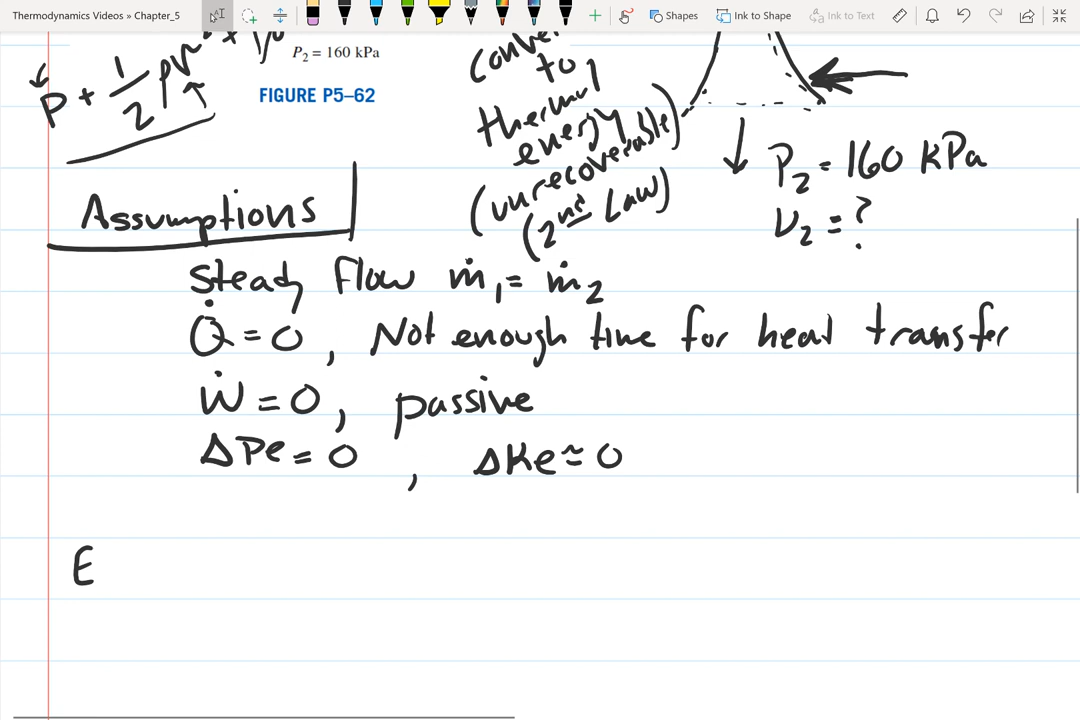 Thermodynamics Videos » Chapter_5
Shapes
Ink to Shape
Ink to Text
P + 1/2 ρV² +
P₂ = 160 kPa
FIGURE P5–62
to
thermal
energy
(unrecoverable)
(2nd Law)
P₂ = 160 kPa
V₂ = ?
Assumptions
Steady Flow ṁ₁ = ṁ₂
Q̇ = 0, Not enough time for heat transfer
Ẇ = 0, passive
ΔPe = 0, ΔKe ≈ 0
E